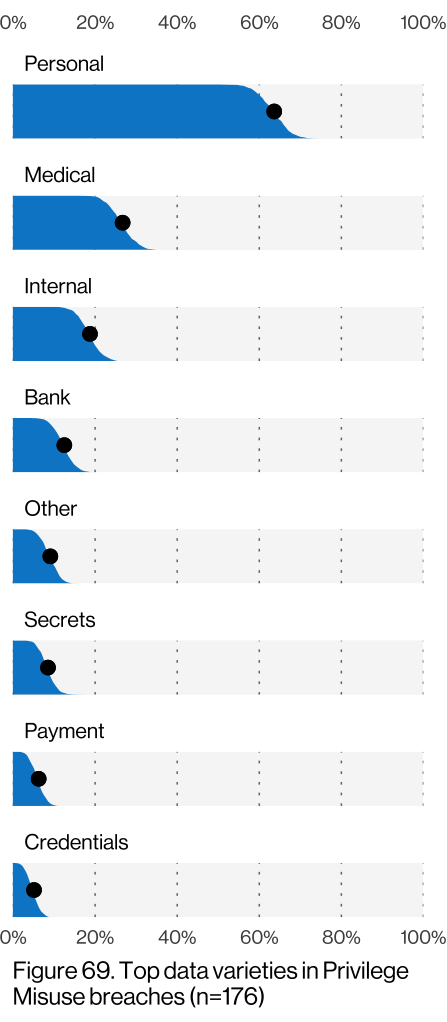 0% 20% 40% 60% 80% 100%
Personal
Medical
Internal
Bank
Other
Secrets
Payment
Credentials
0% 20% 40% 60% 80% 100%
Figure 69. Top data varieties in Privilege
Misuse breaches (n=176)